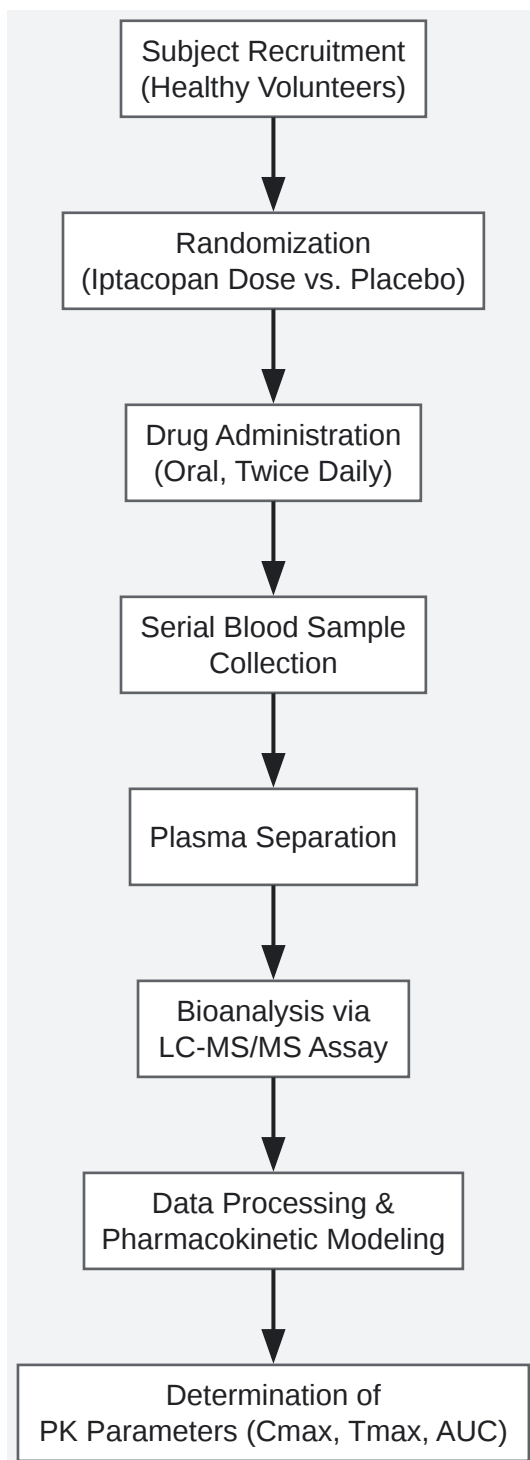 Subject Recruitment
(Healthy Volunteers)
Randomization
(Iptacopan Dose vs. Placebo)
Drug Administration
(Oral, Twice Daily)
Serial Blood Sample
Collection
Plasma Separation
Bioanalysis via
LC-MS/MS Assay
Data Processing &
Pharmacokinetic Modeling
Determination of
PK Parameters (Cmax, Tmax, AUC)